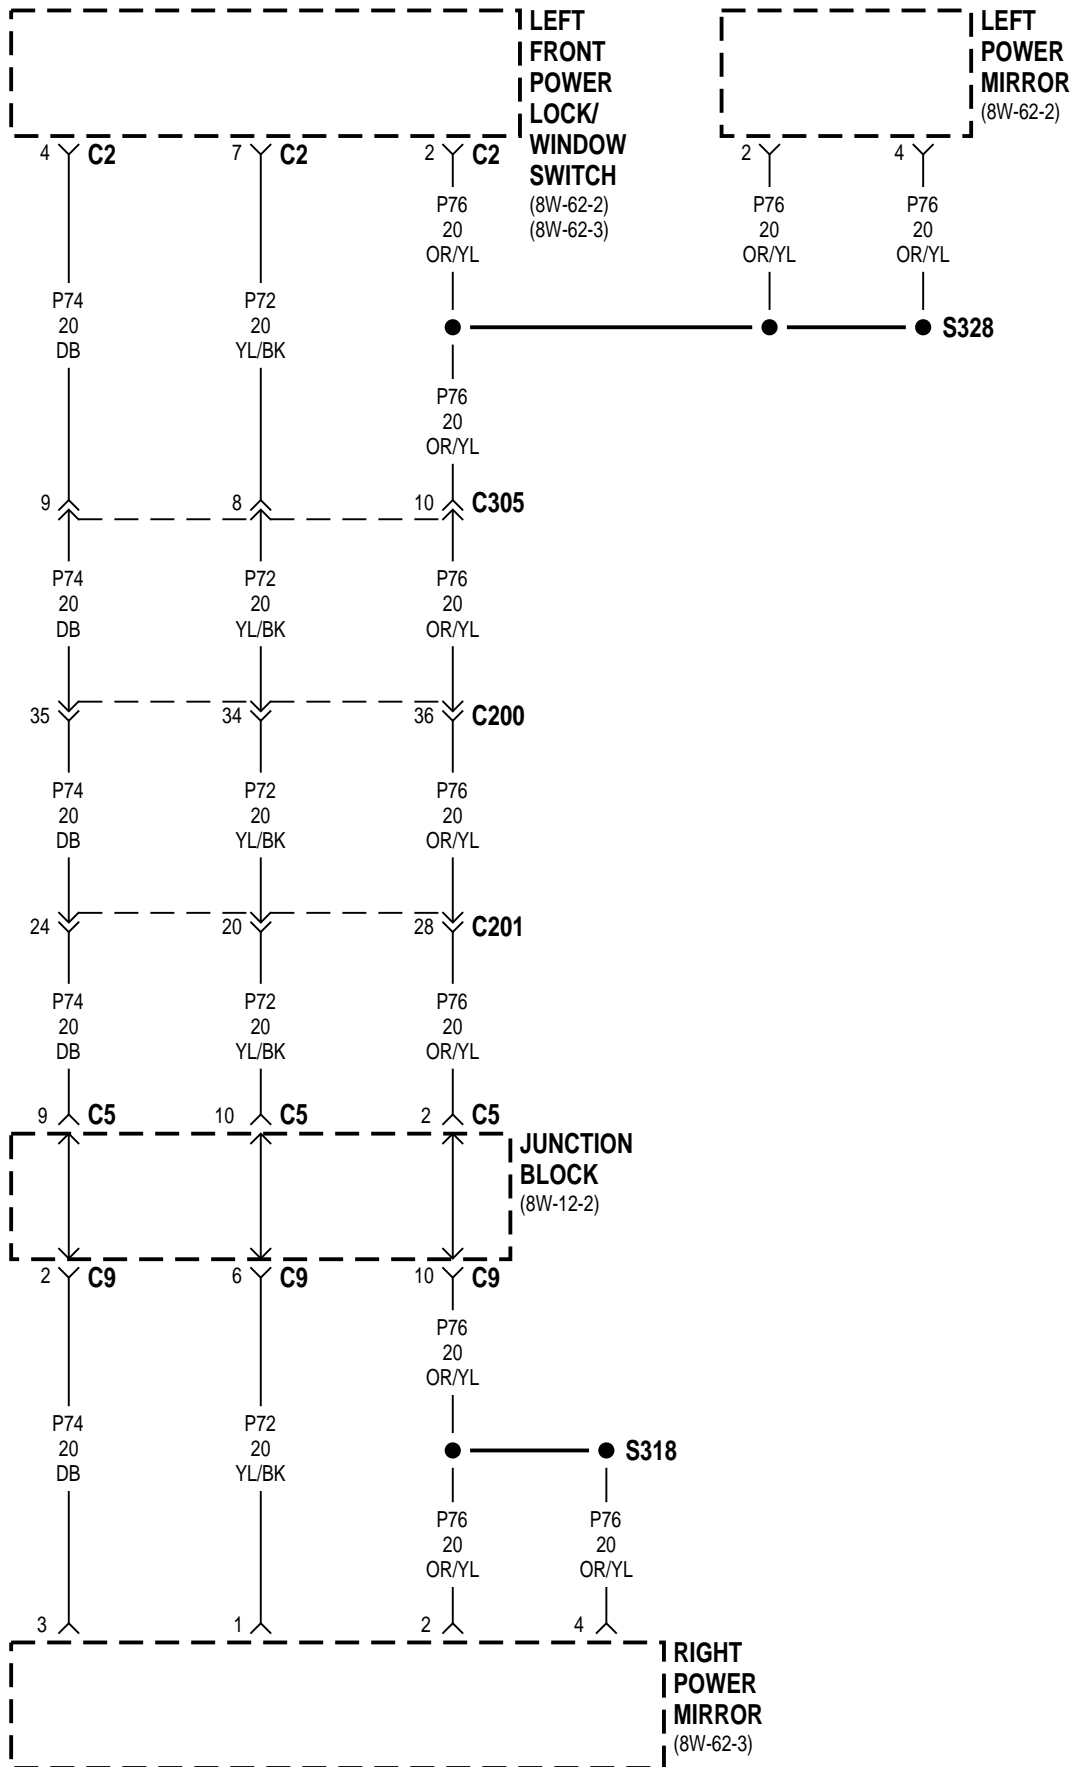 LEFT
FRONT
POWER
LOCK/
WINDOW
SWITCH
(8W-62-2)
(8W-62-3)
LEFT
POWER
MIRROR
(8W-62-2)
4 C2 7 C2 2 C2 2 4
P76 P76 P76
20 20 20
OR/YL OR/YL OR/YL
P74 P72
20 20
DB YL/BK
S328
P76
20
OR/YL
9 8 10 C305
P74 P72 P76
20 20 20
DB YL/BK OR/YL
35 34 36 C200
P74 P72 P76
20 20 20
DB YL/BK OR/YL
24 20 28 C201
P74 P72 P76
20 20 20
DB YL/BK OR/YL
9 C5 10 C5 2 C5
JUNCTION
BLOCK
(8W-12-2)
2 C9 6 C9 10 C9
P76
20
OR/YL
P74 P72
20 20
DB YL/BK
S318
P76 P76
20 20
OR/YL OR/YL
3 1 2 4
RIGHT
POWER
MIRROR
(8W-62-3)